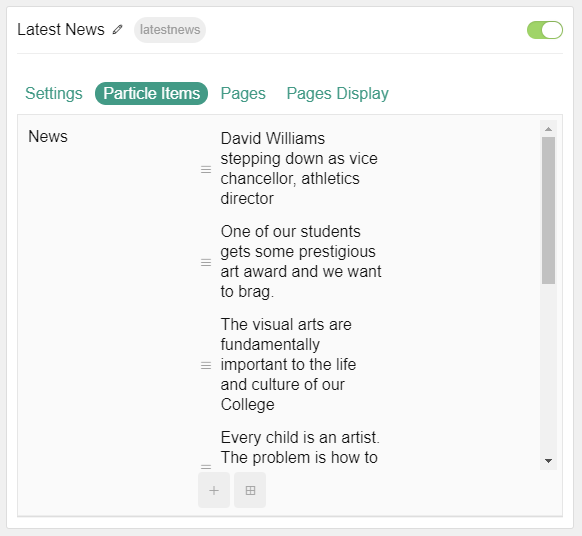 Latest News latestnews
Settings Particle Items Pages Pages Display
News
David Williams
stepping down as vice
chancellor, athletics
director
One of our students
gets some prestigious
art award and we want
to brag.
The visual arts are
fundamentally
important to the life
and culture of our
College
Every child is an artist.
The problem is how to